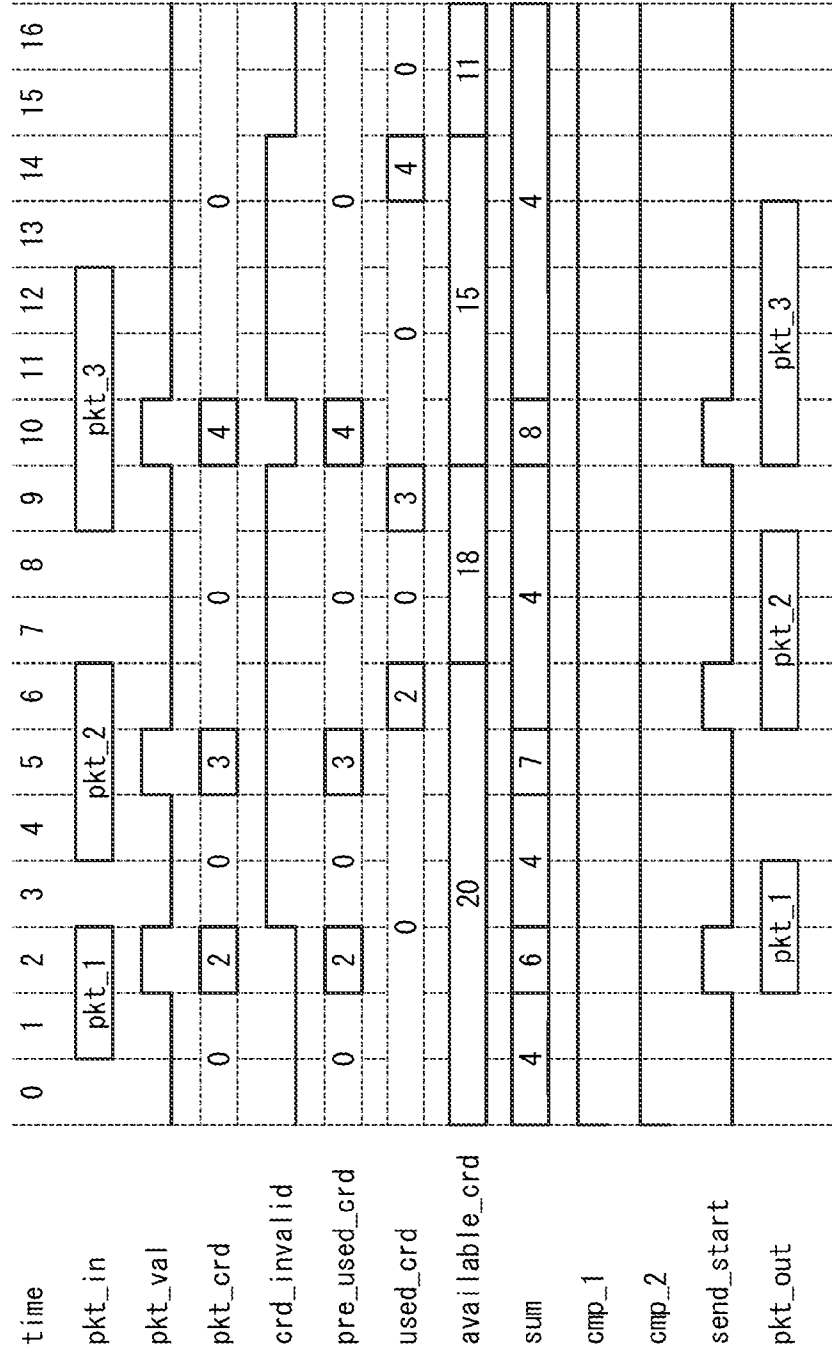 time 0 1 2 3 4 5 6 7 8 9 10 11 12 13 14 15 16
pkt_in pkt_1 pkt_2 pkt_3
pkt_val
pkt_crd 0 2 0 3 0 4 0
crd_invalid
pre_used_crd 0 2 0 3 0 4 0
used_crd 0 2 0 3 0 4 0
available_crd 20 18 15 11
sum 4 6 4 7 4 8 4
cmp_1
cmp_2
send_start
pkt_out pkt_1 pkt_2 pkt_3